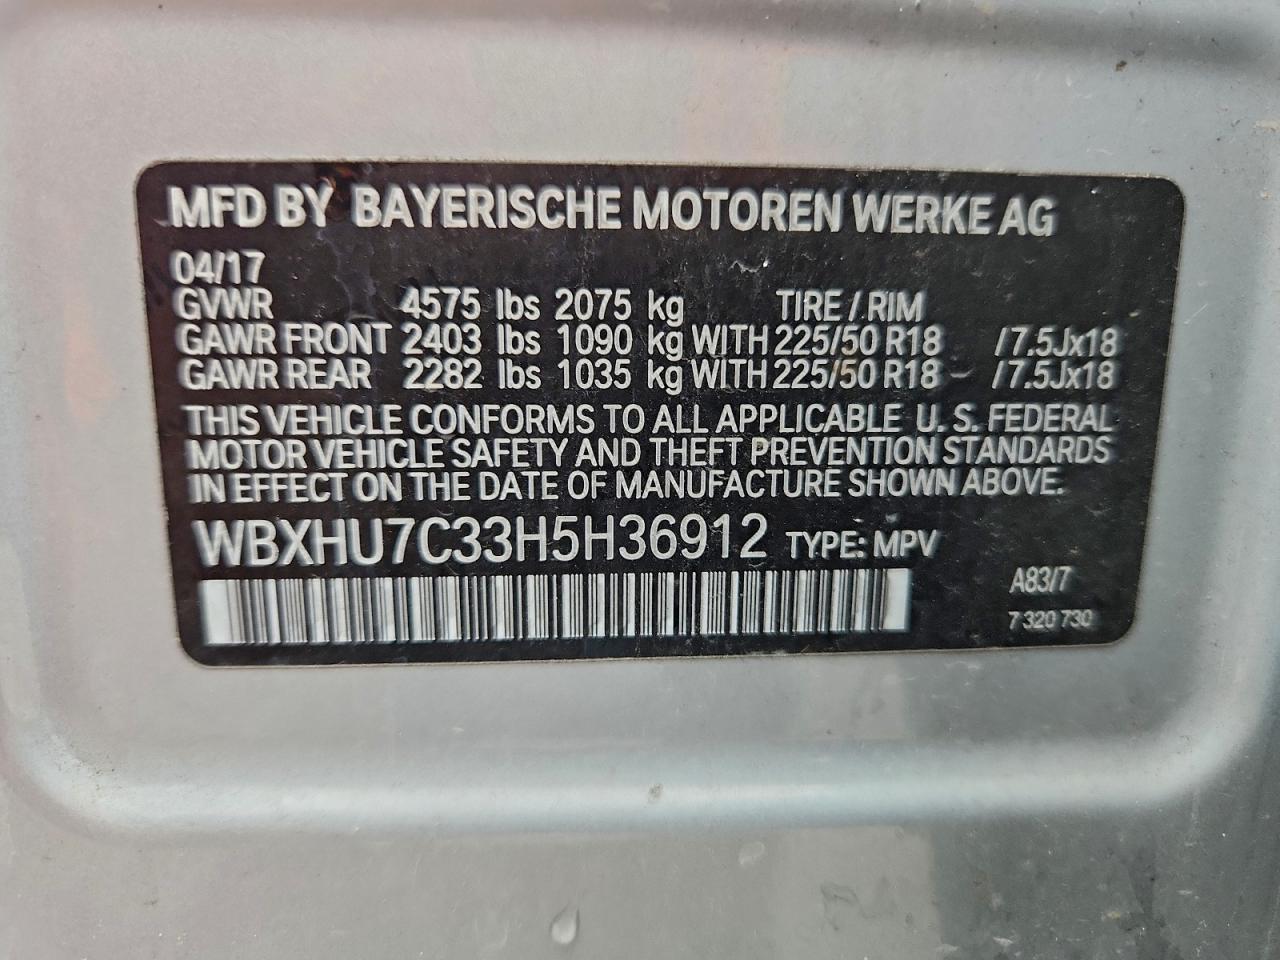 MFD BY BAYERISCHE MOTOREN WERKE AG
04/17
GVWR 4575 lbs 2075 kg TIRE / RIM
GAWR FRONT 2403 lbs 1090 kg WITH 225/50 R18 / 7.5Jx18
GAWR REAR 2282 lbs 1035 kg WITH 225/50 R18 / 7.5Jx18
THIS VEHICLE CONFORMS TO ALL APPLICABLE U. S. FEDERAL
MOTOR VEHICLE SAFETY AND THEFT PREVENTION STANDARDS
IN EFFECT ON THE DATE OF MANUFACTURE SHOWN ABOVE.
WBXHU7C33H5H36912 TYPE: MPV
A83/7
7 320 730